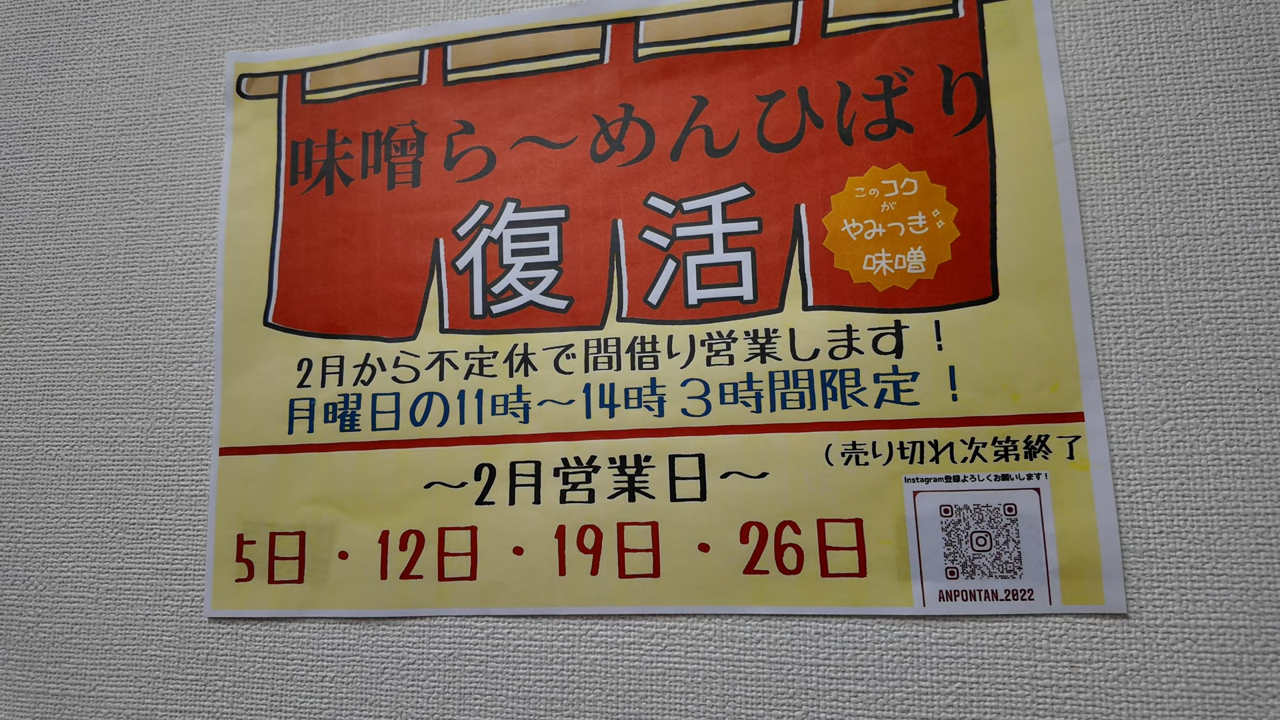 味噌ら～めんひばり
復活
このコク
が
やみつき
味噌
2月から不定休で間借り営業します！
月曜日の11時～14時3時間限定！
(売り切れ次第終了
～2月営業日～
5日・12日・19日・26日
Instagram登録よろしくお願いします！
ANPONTAN_2022